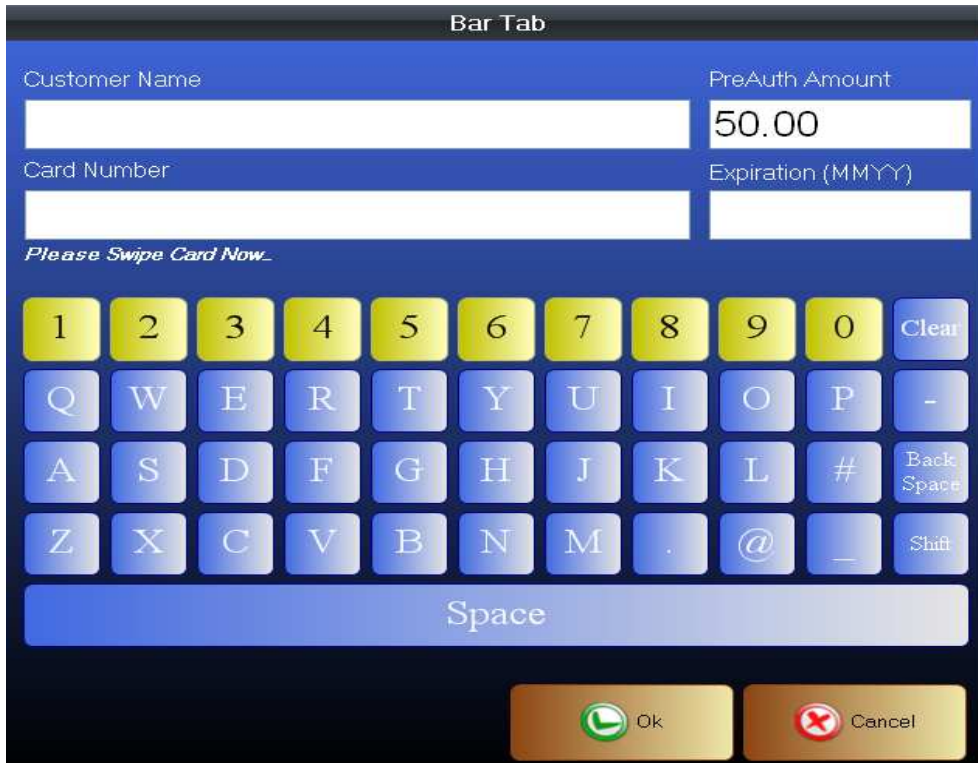 Bar Tab
Customer Name PreAuth Amount
50.00
Card Number Expiration (MMYY)
Please Swipe Card Now..
1 2 3 4 5 6 7 8 9 0 Clear
Q W E R T Y U I O P -
A S D F G H J K L # Back Space
Z X C V B N M . @ _ Shift
Space
Ok Cancel